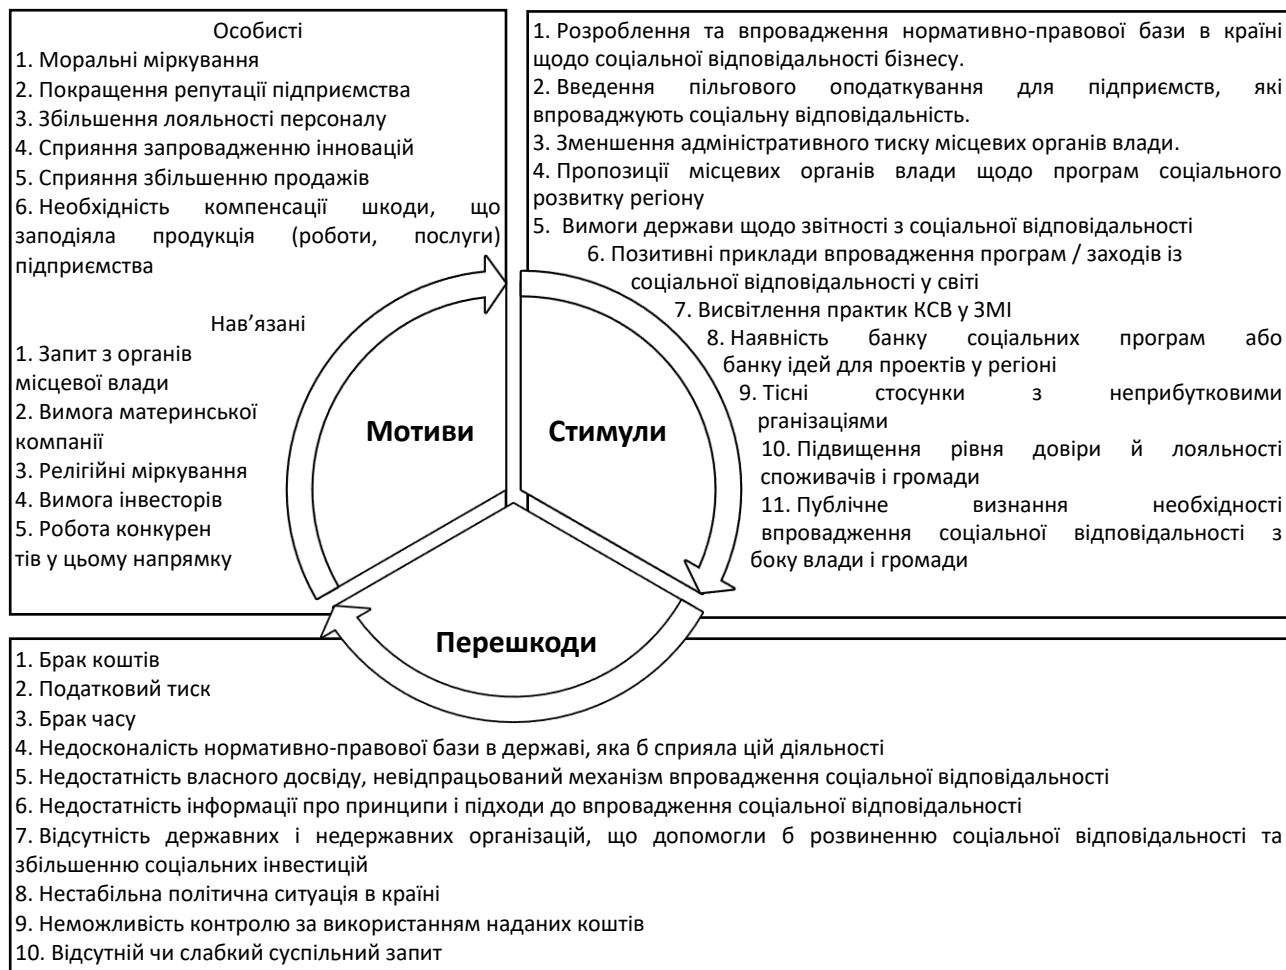 Особисті
1. Моральні міркування
2. Покращення репутації підприємства
3. Збільшення лояльності персоналу
4. Сприяння запровадженню інновацій
5. Сприяння збільшенню продажів
6. Необхідність компенсації шкоди, що
заподіяла продукція (роботи, послуги)
підприємства
Нав’язані
1. Запит з органів
місцевої влади
2. Вимога материнської
компанії
3. Релігійні міркування
4. Вимога інвесторів
5. Робота конкурен
тів у цьому напрямку
Мотиви
1. Розроблення та впровадження нормативно-правової бази в країні
щодо соціальної відповідальності бізнесу.
2. Введення пільгового оподаткування для підприємств, які
впроваджують соціальну відповідальність.
3. Зменшення адміністративного тиску місцевих органів влади.
4. Пропозиції місцевих органів влади щодо програм соціального
розвитку регіону
5. Вимоги держави щодо звітності з соціальної відповідальності
6. Позитивні приклади впровадження програм / заходів із
соціальної відповідальності у світі
7. Висвітлення практик КСВ у ЗМІ
8. Наявність банку соціальних програм або
банку ідей для проектів у регіоні
9. Тісні стосунки з неприбутковими
рганізаціями
10. Підвищення рівня довіри й лояльності
споживачів і громади
11. Публічне визнання необхідності
впровадження соціальної відповідальності з
боку влади і громади
Стимули
Перешкоди
1. Брак коштів
2. Податковий тиск
3. Брак часу
4. Недосконалість нормативно-правової бази в державі, яка б сприяла цій діяльності
5. Недостатність власного досвіду, невідпрацьований механізм впровадження соціальної відповідальності
6. Недостатність інформації про принципи і підходи до впровадження соціальної відповідальності
7. Відсутність державних і недержавних організацій, що допомогли б розвиненню соціальної відповідальності та
збільшенню соціальних інвестицій
8. Нестабільна політична ситуація в країні
9. Неможливість контролю за використанням наданих коштів
10. Відсутній чи слабкий суспільний запит